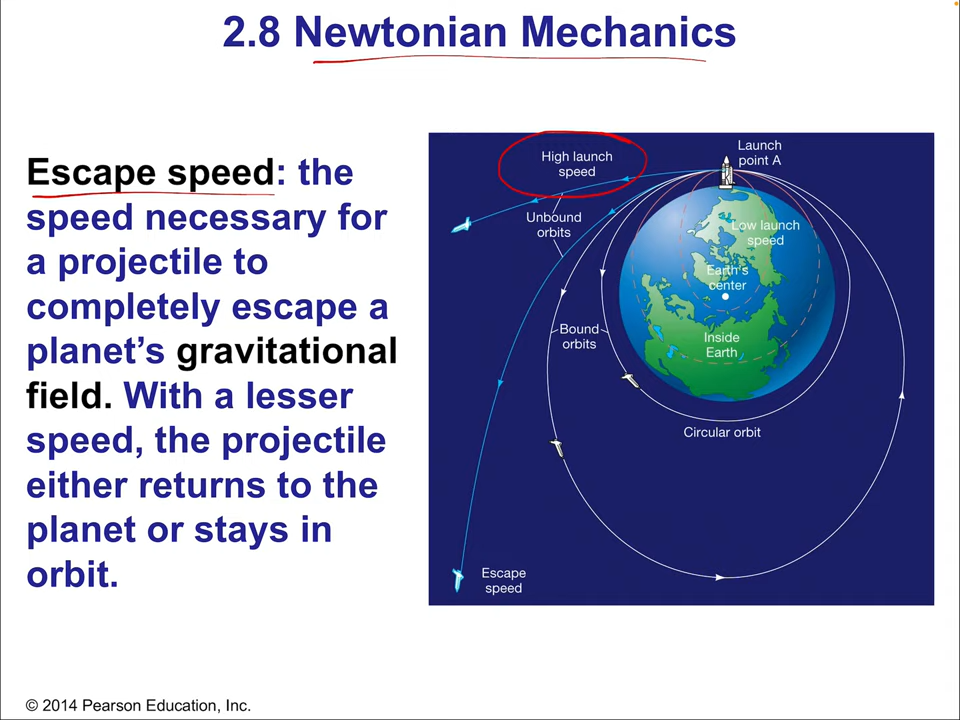 2.8 Newtonian Mechanics
Escape speed: the
speed necessary for
a projectile to
completely escape a
planet's gravitational
field. With a lesser
speed, the projectile
either returns to the
planet or stays in
orbit.
High launch
speed
Launch
point A
Unbound
orbits
Low launch
speed
Earth's
center
Bound
orbits
Inside
Earth
Circular orbit
Escape
speed
© 2014 Pearson Education, Inc.